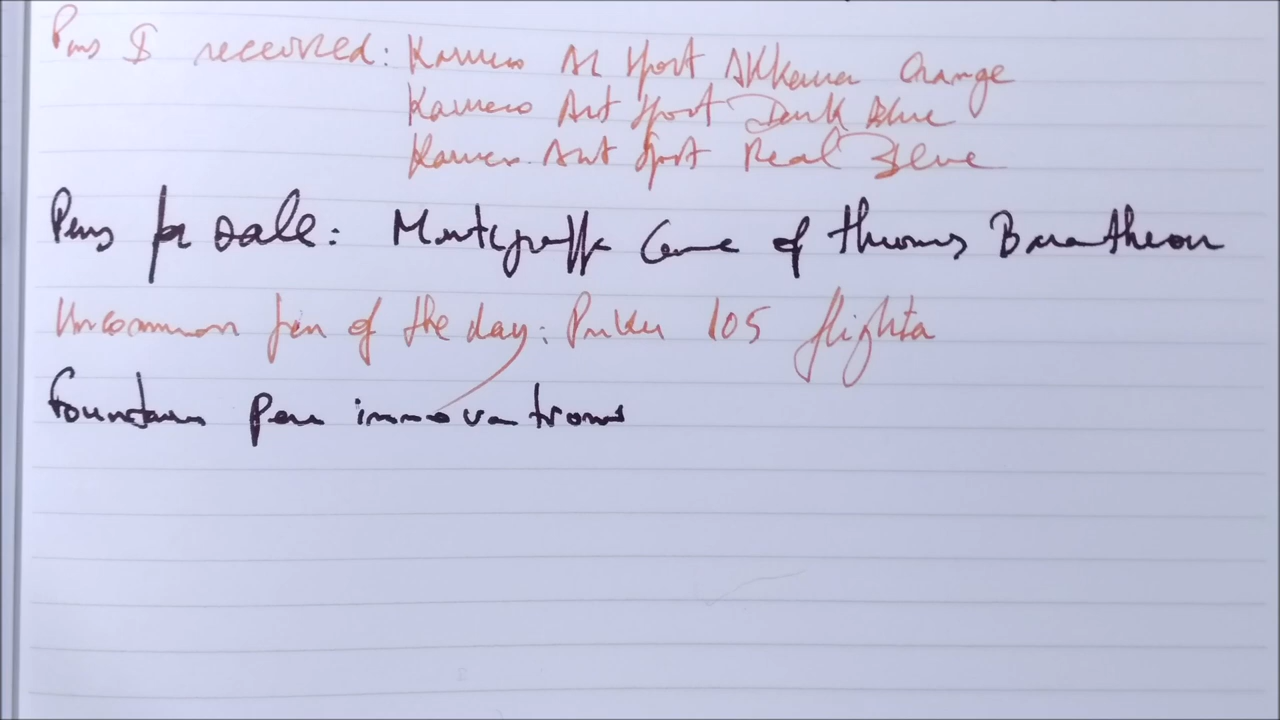 Pens I received: Kaweco AL Sport Orange
Kaweco Art Sport Dark Blue
Kaweco Art Sport Real Blue
Pens for sale: Montegrappa Game of thrones Baratheon
Uncommon pen of the day: Parker 105 flighter
Fountain pen innovations